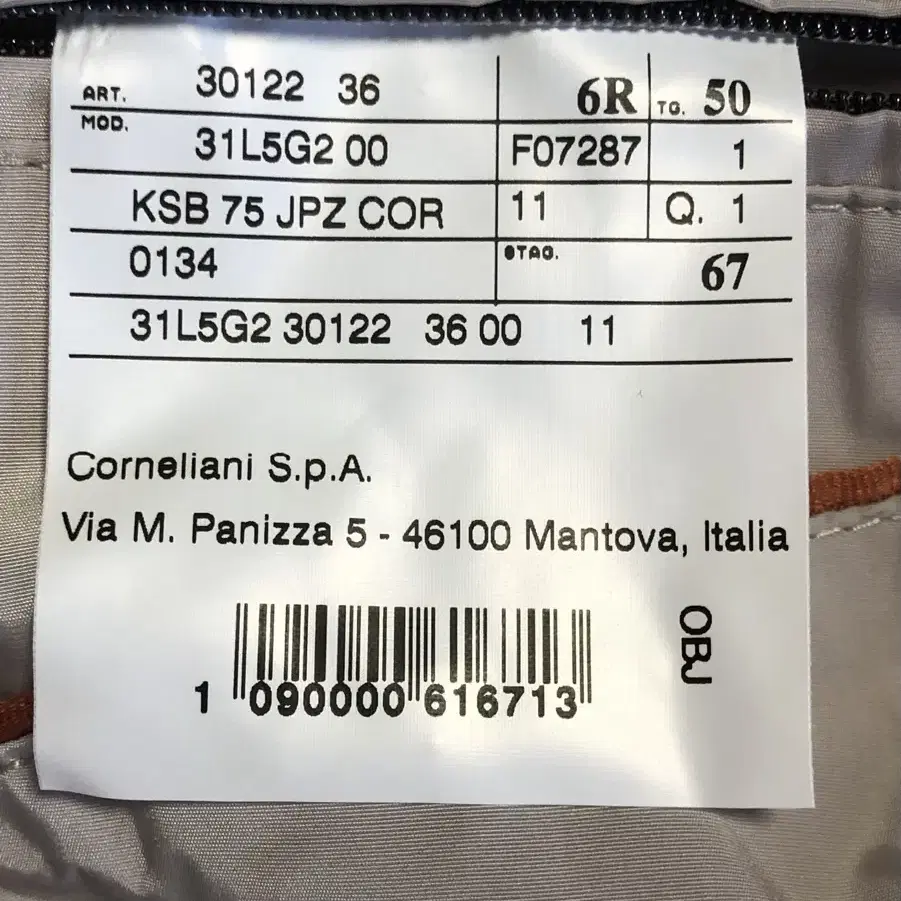 ART. 30122 36 6R TG. 50
MOD. 31L5G2 00 F07287 1
KSB 75 JPZ COR 11 Q. 1
0134 STAG. 67
31L5G2 30122 36 00 11
Corneliani S.p.A.
Via M. Panizza 5 - 46100 Mantova, Italia
OBJ
1 090000 616713